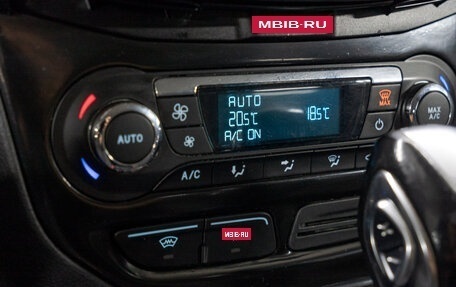 MBIB-RU
AUTO
20.5°C 18.5°C
A/C ON
AUTO
MAX
MAX A/C
A/C
MBIB-RU